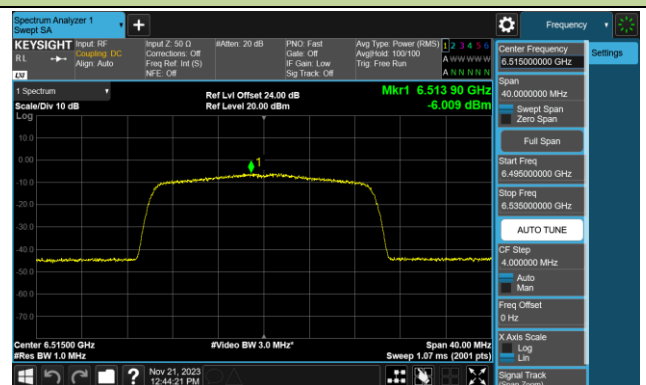 Spectrum Analyzer 1
Swept SA
Frequency
KEYSIGHT
RL
LXI
Input: RF
Coupling: DC
Align: Auto
Input Z: 50 Ω
Corrections: Off
Freq Ref: Int (S)
NFE: Off
#Atten: 20 dB
PNO: Fast
Gate: Off
IF Gain: Low
Sig Track: Off
Avg Type: Power (RMS)
Avg|Hold: 100/100
Trig: Free Run
1 2 3 4 5 6
A W W W W W
A N N N N N
1 Spectrum
Scale/Div 10 dB
Log
Ref Lvl Offset 24.00 dB
Ref Level 20.00 dBm
Mkr1 6.513 90 GHz
-6.009 dBm
10.0
0.00
-10.0
-20.0
-30.0
-40.0
-50.0
-60.0
-70.0
1
Center 6.51500 GHz
#Res BW 1.0 MHz
#Video BW 3.0 MHz*
Span 40.00 MHz
Sweep 1.07 ms (2001 pts)
Nov 21, 2023
12:44:21 PM
Center Frequency
6.515000000 GHz
Settings
Span
40.0000000 MHz
Swept Span
Zero Span
Full Span
Start Freq
6.495000000 GHz
Stop Freq
6.535000000 GHz
AUTO TUNE
CF Step
4.000000 MHz
Auto
Man
Freq Offset
0 Hz
X Axis Scale
Log
Lin
Signal Track
(Span Zoom)